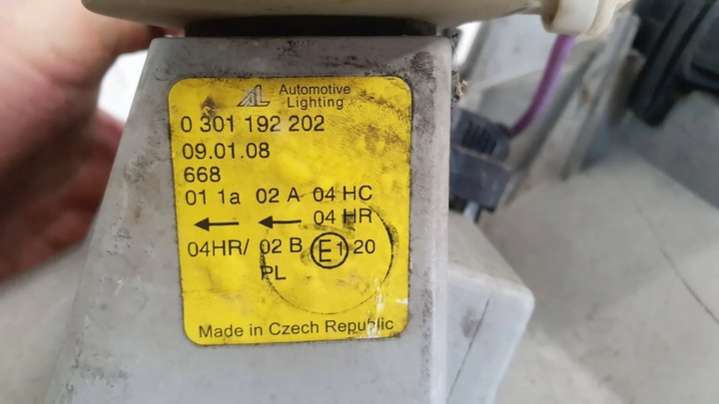 AL Automotive
Lighting
0 301 192 202
09.01.08
668
01 1a 02 A 04 HC
← ← 04 HR
04HR/ 02 B E1 20
PL
Made in Czech Republic